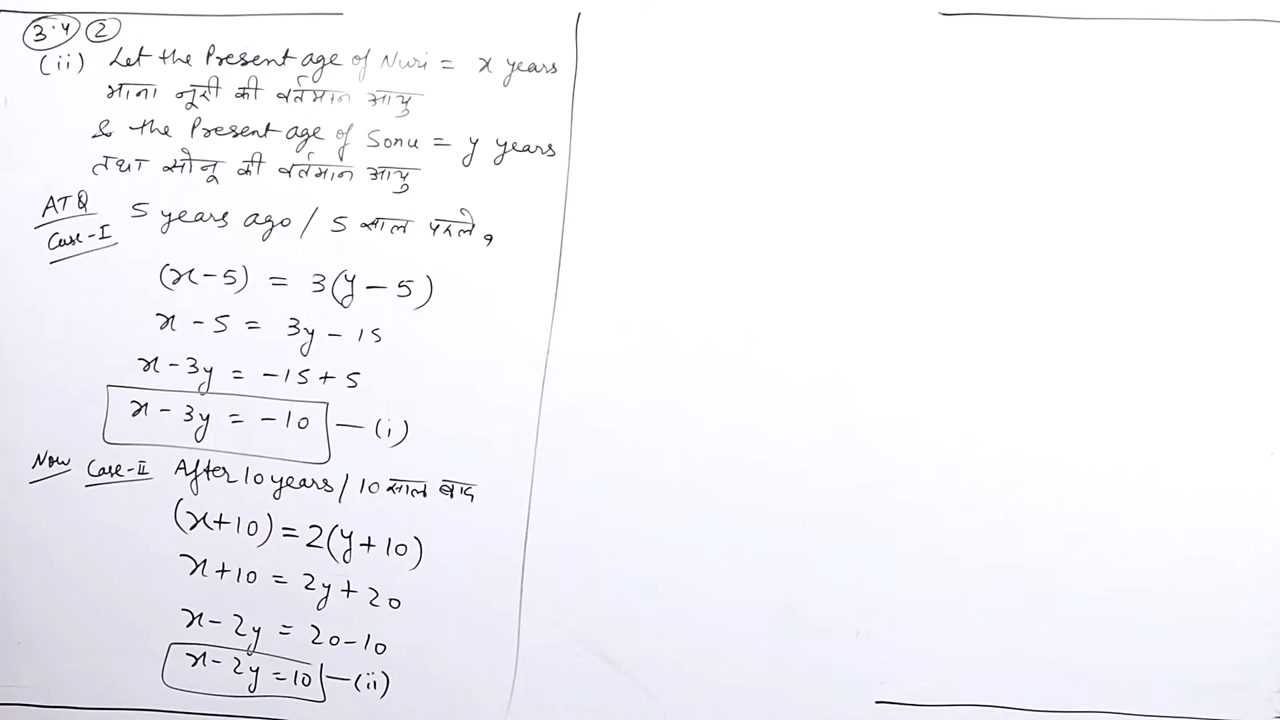 3.4 2
(ii) Let the Present age of Nuri = x years
माना नूरी की वर्तमान आयु
& the Present age of Sonu = y years
तथा सोनू की वर्तमान आयु
ATQ
Case-I 5 years ago / 5 साल पहले,
(x-5) = 3(y-5)
x - 5 = 3y - 15
x - 3y = -15 + 5
x - 3y = -10 —(i)
Now Case-II After 10 years / 10 साल बाद
(x+10) = 2(y+10)
x+10 = 2y + 20
x - 2y = 20-10
x - 2y = 10 —(ii)